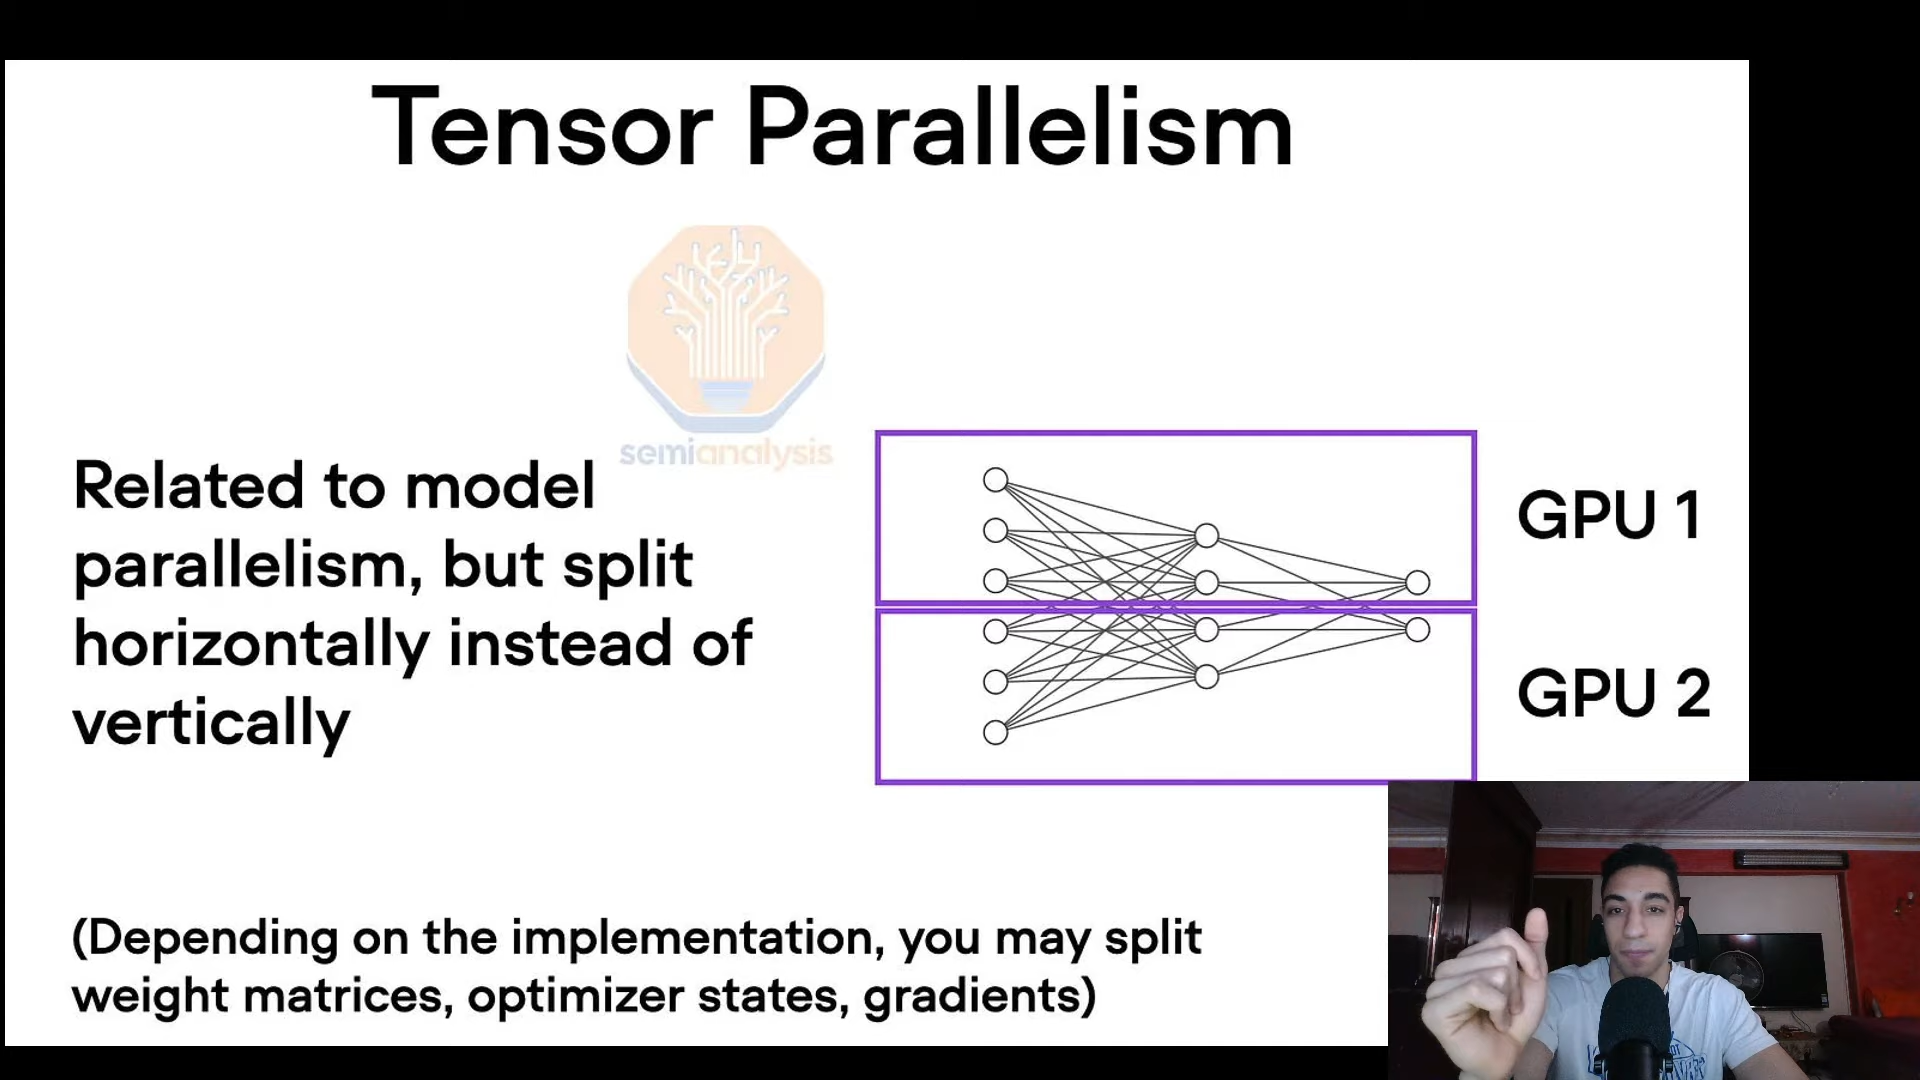 Tensor Parallelism
semianalysis
Related to model
parallelism, but split
horizontally instead of
vertically
GPU 1
GPU 2
(Depending on the implementation, you may split
weight matrices, optimizer states, gradients)